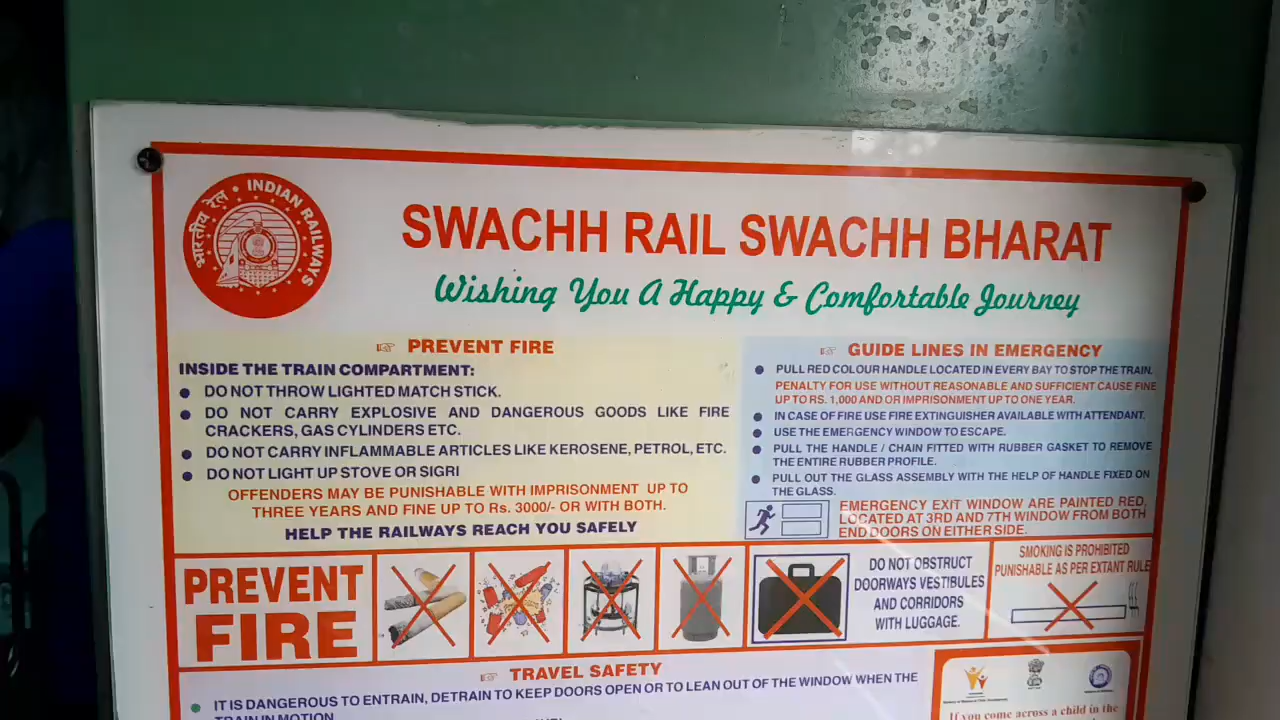 भारतीय रेल • INDIAN RAILWAYS
SWACHH RAIL SWACHH BHARAT
Wishing You A Happy & Comfortable Journey
PREVENT FIRE
INSIDE THE TRAIN COMPARTMENT:
● DO NOT THROW LIGHTED MATCH STICK.
● DO NOT CARRY EXPLOSIVE AND DANGEROUS GOODS LIKE FIRE
CRACKERS, GAS CYLINDERS ETC.
● DO NOT CARRY INFLAMMABLE ARTICLES LIKE KEROSENE, PETROL, ETC.
● DO NOT LIGHT UP STOVE OR SIGRI
OFFENDERS MAY BE PUNISHABLE WITH IMPRISONMENT UP TO
THREE YEARS AND FINE UP TO Rs. 3000/- OR WITH BOTH.
HELP THE RAILWAYS REACH YOU SAFELY
GUIDE LINES IN EMERGENCY
● PULL RED COLOUR HANDLE LOCATED IN EVERY BAY TO STOP THE TRAIN.
PENALTY FOR USE WITHOUT REASONABLE AND SUFFICIENT CAUSE FINE
UP TO RS. 1,000 AND OR IMPRISONMENT UP TO ONE YEAR.
● IN CASE OF FIRE USE FIRE EXTINGUISHER AVAILABLE WITH ATTENDANT.
● USE THE EMERGENCY WINDOW TO ESCAPE.
● PULL THE HANDLE / CHAIN FITTED WITH RUBBER GASKET TO REMOVE
THE ENTIRE RUBBER PROFILE.
● PULL OUT THE GLASS ASSEMBLY WITH THE HELP OF HANDLE FIXED ON
THE GLASS.
EMERGENCY EXIT WINDOW ARE PAINTED RED,
LOCATED AT 3RD AND 7TH WINDOW FROM BOTH
END DOORS ON EITHER SIDE.
PREVENT
FIRE
DO NOT OBSTRUCT
DOORWAYS VESTIBULES
AND CORRIDORS
WITH LUGGAGE.
SMOKING IS PROHIBITED
PUNISHABLE AS PER EXTANT RULE
TRAVEL SAFETY
● IT IS DANGEROUS TO ENTRAIN, DETRAIN TO KEEP DOORS OPEN OR TO LEAN OUT OF THE WINDOW WHEN THE
TRAIN IN MOTION
If you come across a child in the